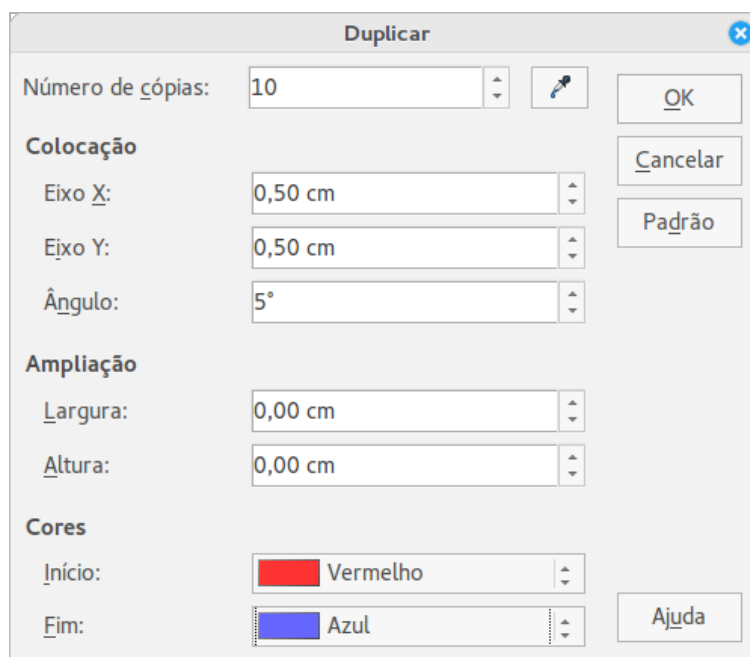 Duplicar
Número de cópias: 10
OK
Colocação
Cancelar
Eixo X: 0,50 cm
Padrão
Eixo Y: 0,50 cm
Ângulo: 5°
Ampliação
Largura: 0,00 cm
Altura: 0,00 cm
Cores
Início: Vermelho
Fim: Azul
Ajuda